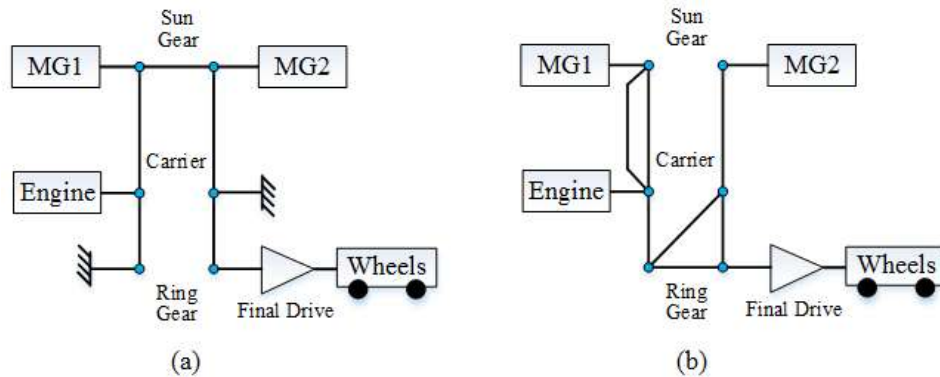 Sun
Gear
MG1
MG2
Carrier
Engine
Ring
Gear
Wheels
Final Drive
(a)
Sun
Gear
MG1
MG2
Carrier
Engine
Ring
Gear
Wheels
Final Drive
(b)